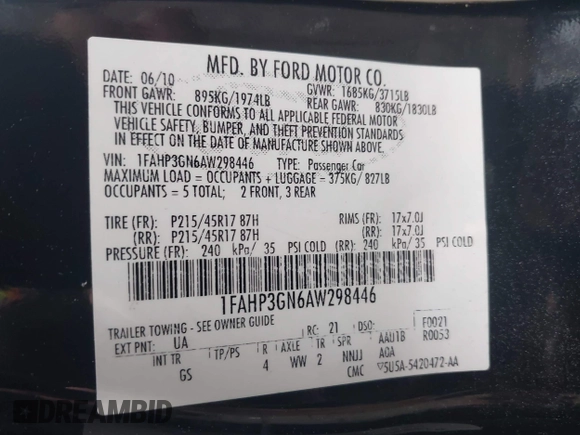 MFD. BY FORD MOTOR CO.
DATE: 06/10 GVWR: 1685KG/3715LB
FRONT GAWR: 895KG/1974LB REAR GAWR: 830KG/1830LB
THIS VEHICLE CONFORMS TO ALL APPLICABLE FEDERAL MOTOR
VEHICLE SAFETY, BUMPER, AND THEFT PREVENTION STANDARDS
IN EFFECT ON THE DATE OF MANUFACTURE SHOWN ABOVE.
VIN: 1FAHP3GN6AW298446 TYPE: Passenger Car
MAXIMUM LOAD = OCCUPANTS + LUGGAGE = 375KG/ 827LB
OCCUPANTS = 5 TOTAL; 2 FRONT, 3 REAR
TIRE (FR): P215/45R17 87H RIMS (FR): 17x7.0J
(RR): P215/45R17 87H (RR): 17x7.0J
PRESSURE (FR): 240 kPa/ 35 PSI COLD (RR): 240 kPa/ 35 PSI COLD
1FAHP3GN6AW298446
TRAILER TOWING - SEE OWNER GUIDE
EXT PNT: UA RC: 21 DSO: F0021
INT TR TP/PS R AXLE TR SPR AAU1B R0053
GS 4 WW 2 NNJJ AOA
CMC ▽5U5A-5420472-AA
DREAMBID